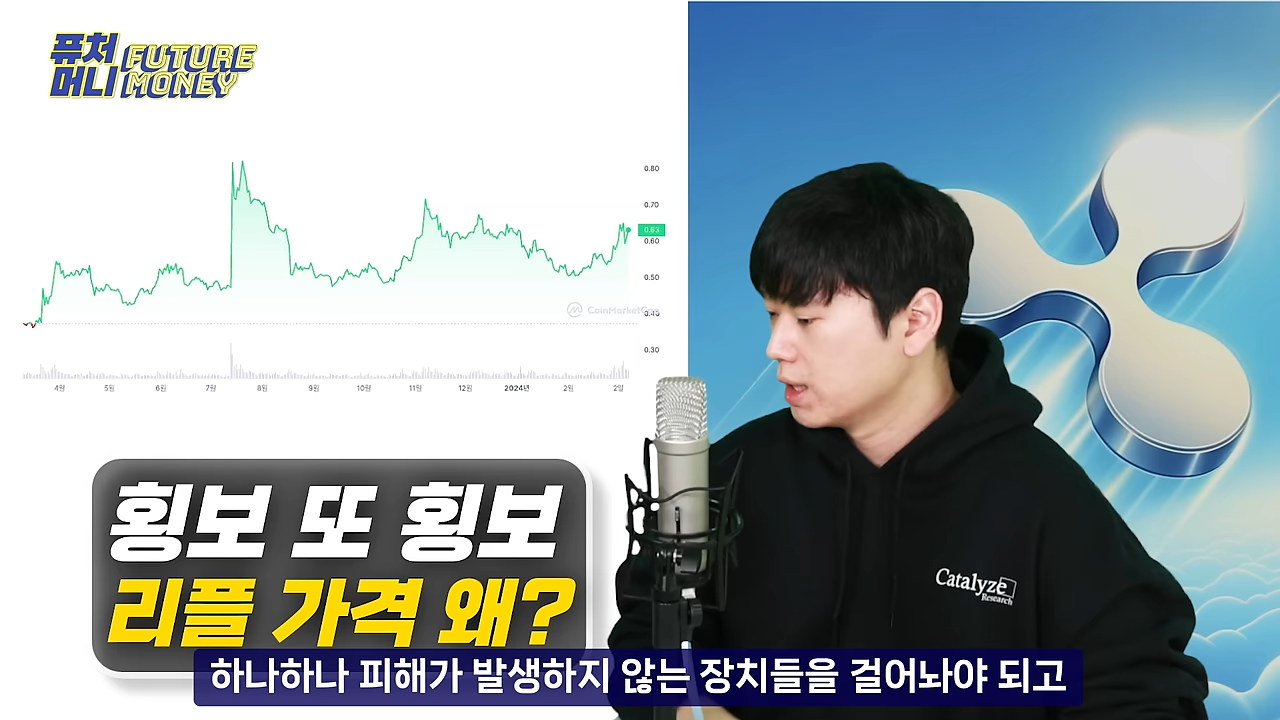 퓨처
머니
FUTURE
MONEY
0.80
0.70
0.63
0.60
0.50
0.40
0.30
CoinMarketC
4월 5월 6월 7월 8월 9월 10월 11월 12월 2024년 2월 2일
횡보 또 횡보
리플 가격 왜?
Catalyze
Research
하나하나 피해가 발생하지 않는 장치들을 걸어놔야 되고